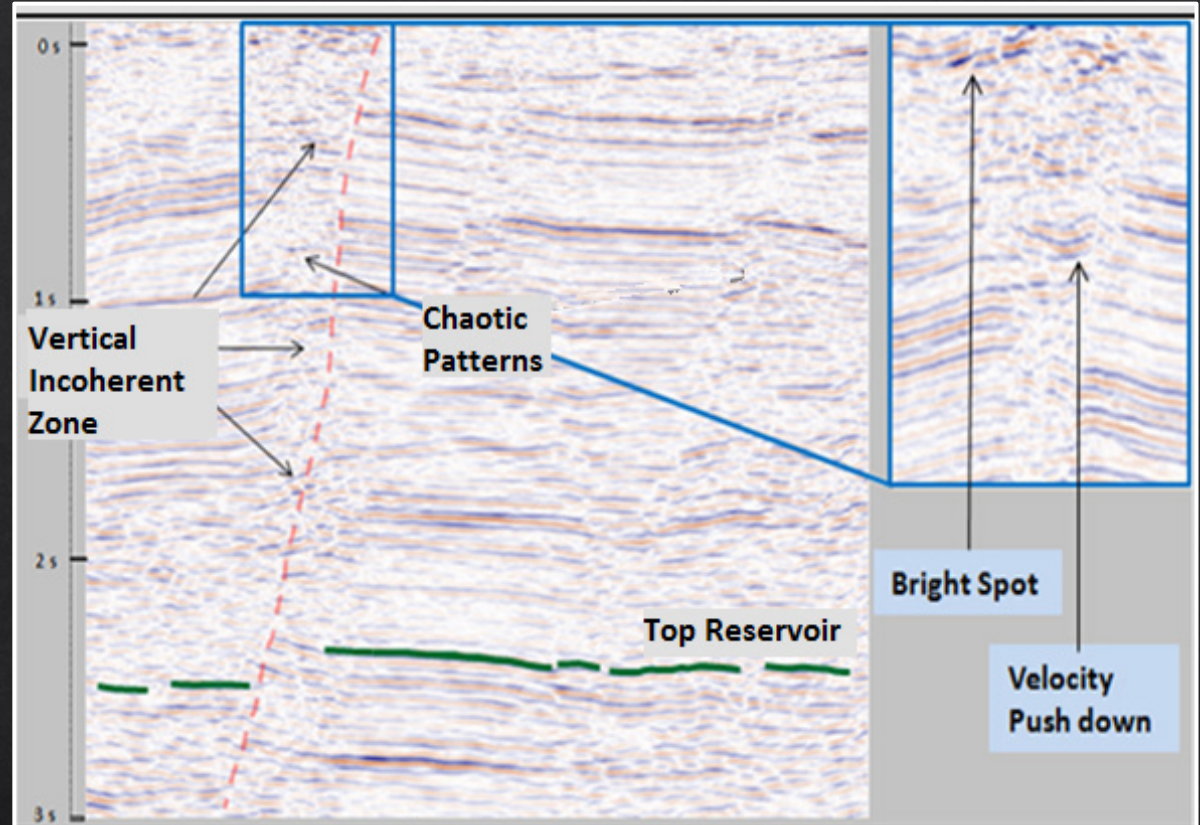 0 s
1 s
2 s
3 s
Vertical
Incoherent
Zone
Chaotic
Patterns
Top Reservoir
Bright Spot
Velocity
Push down